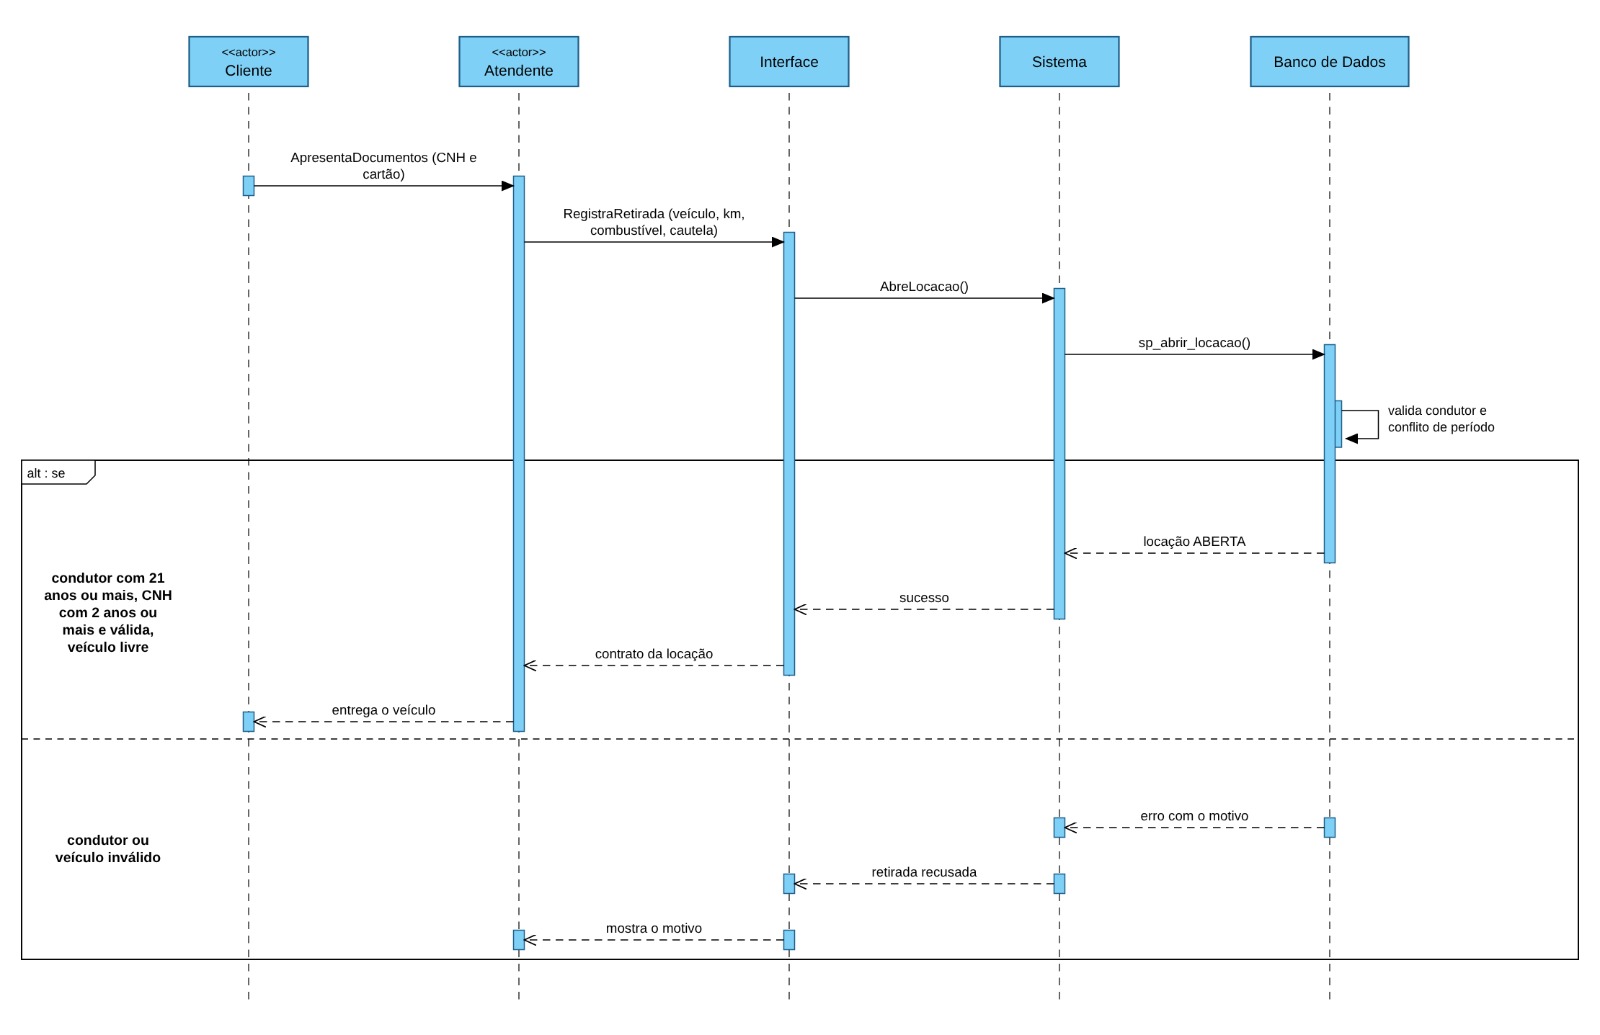 <<actor>>
Cliente
<<actor>>
Atendente
Interface
Sistema
Banco de Dados
ApresentaDocumentos (CNH e
cartão)
RegistraRetirada (veículo, km,
combustível, cautela)
AbreLocacao()
sp_abrir_locacao()
valida condutor e
conflito de período
alt : se
locação ABERTA
condutor com 21
anos ou mais, CNH
com 2 anos ou
mais e válida,
veículo livre
sucesso
contrato da locação
entrega o veículo
erro com o motivo
condutor ou
veículo inválido
retirada recusada
mostra o motivo